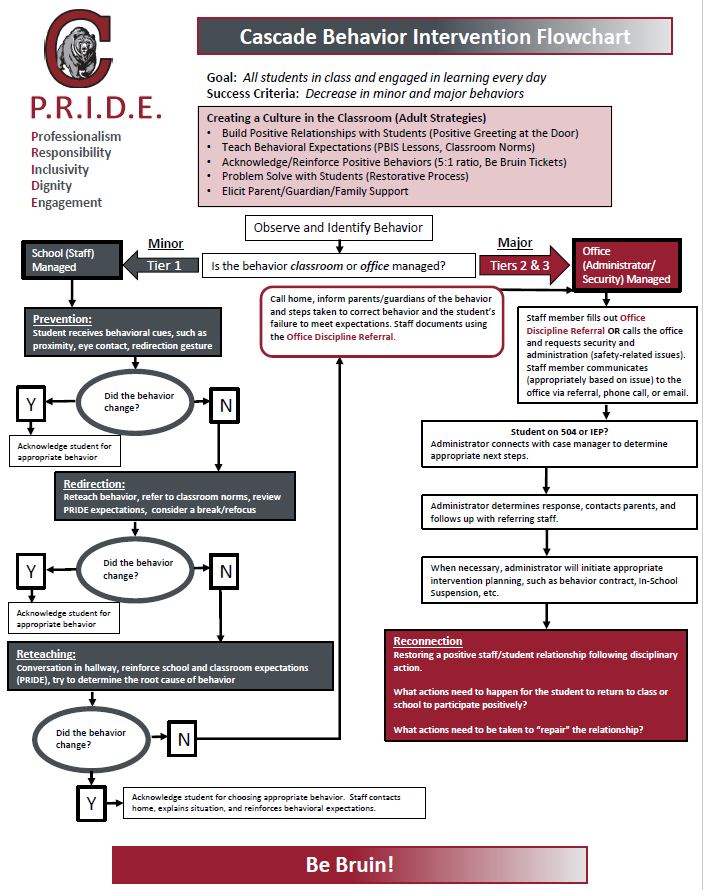 C
Cascade Behavior Intervention Flowchart
Goal: All students in class and engaged in learning every day
Success Criteria: Decrease in minor and major behaviors
P.R.I.D.E.
Professionalism
Responsibility
Inclusivity
Dignity
Engagement
Creating a Culture in the Classroom (Adult Strategies)
• Build Positive Relationships with Students (Positive Greeting at the Door)
• Teach Behavioral Expectations (PBIS Lessons, Classroom Norms)
• Acknowledge/Reinforce Positive Behaviors (5:1 ratio, Be Bruin Tickets)
• Problem Solve with Students (Restorative Process)
• Elicit Parent/Guardian/Family Support
Observe and Identify Behavior
School (Staff)
Managed
Minor
Tier 1
Is the behavior classroom or office managed?
Major
Tiers 2 & 3
Office
(Administrator/
Security) Managed
Prevention:
Student receives behavioral cues, such as
proximity, eye contact, redirection gesture
Did the behavior
change?
Y
N
Acknowledge student for
appropriate behavior
Redirection:
Reteach behavior, refer to classroom norms, review
PRIDE expectations, consider a break/refocus
Did the behavior
change?
Y
N
Acknowledge student for
appropriate behavior
Reteaching:
Conversation in hallway, reinforce school and classroom expectations
(PRIDE), try to determine the root cause of behavior
Did the behavior
change?
N
Y
Acknowledge student for choosing appropriate behavior. Staff contacts
home, explains situation, and reinforces behavioral expectations.
Call home, inform parents/guardians of the behavior
and steps taken to correct behavior and the student's
failure to meet expectations. Staff documents using
the Office Discipline Referral.
Staff member fills out Office
Discipline Referral OR calls the office
and requests security and
administration (safety-related issues).
Staff member communicates
(appropriately based on issue) to the
office via referral, phone call, or email.
Student on 504 or IEP?
Administrator connects with case manager to determine
appropriate next steps.
Administrator determines response, contacts parents, and
follows up with referring staff.
When necessary, administrator will initiate appropriate
intervention planning, such as behavior contract, In-School
Suspension, etc.
Reconnection
Restoring a positive staff/student relationship following disciplinary
action.
What actions need to happen for the student to return to class or
school to participate positively?
What actions need to be taken to “repair” the relationship?
Be Bruin!